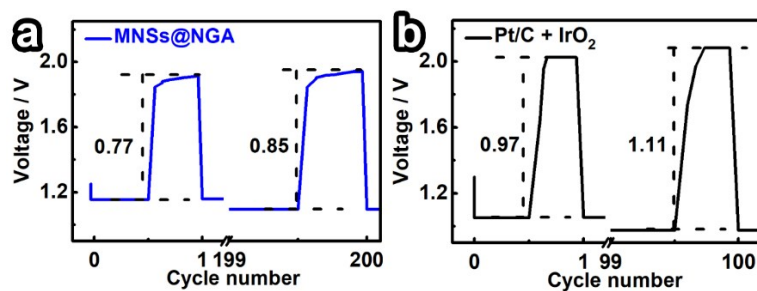 a
MNSs@NGA
Voltage / V
2.0
1.6
1.2
0.77
0.85
0
1
199
200
Cycle number
b
Pt/C + IrO2
Voltage / V
2.0
1.6
1.2
0.97
1.11
0
1
99
100
Cycle number